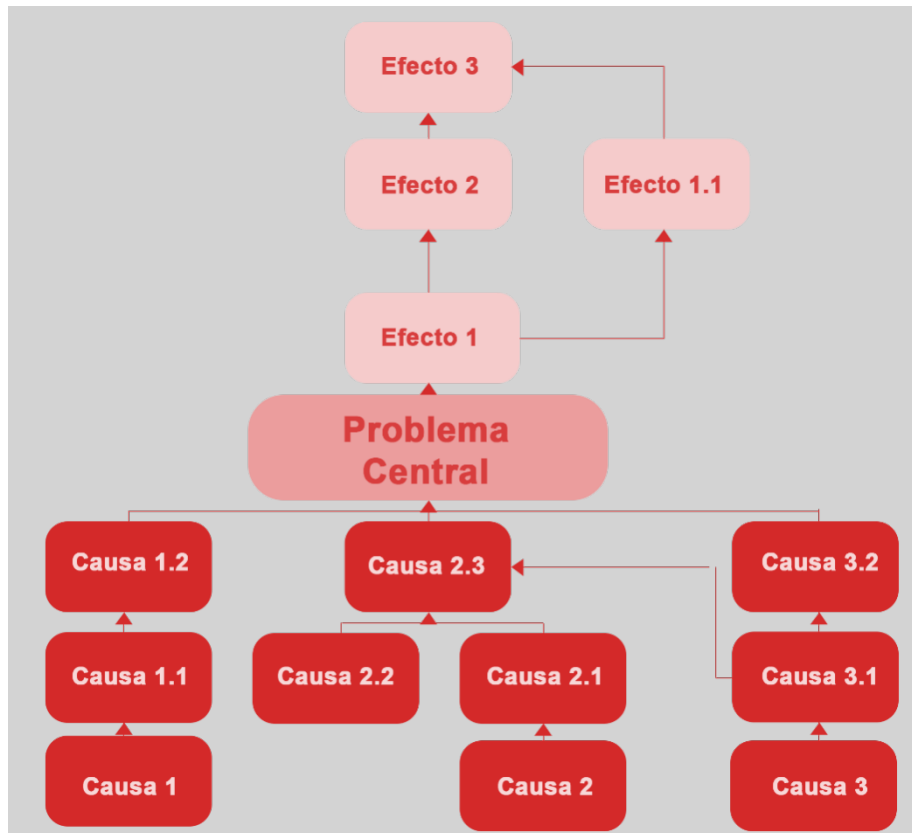 Efecto 3
Efecto 2
Efecto 1.1
Efecto 1
Problema
Central
Causa 1.2
Causa 2.3
Causa 3.2
Causa 1.1
Causa 2.2
Causa 2.1
Causa 3.1
Causa 1
Causa 2
Causa 3